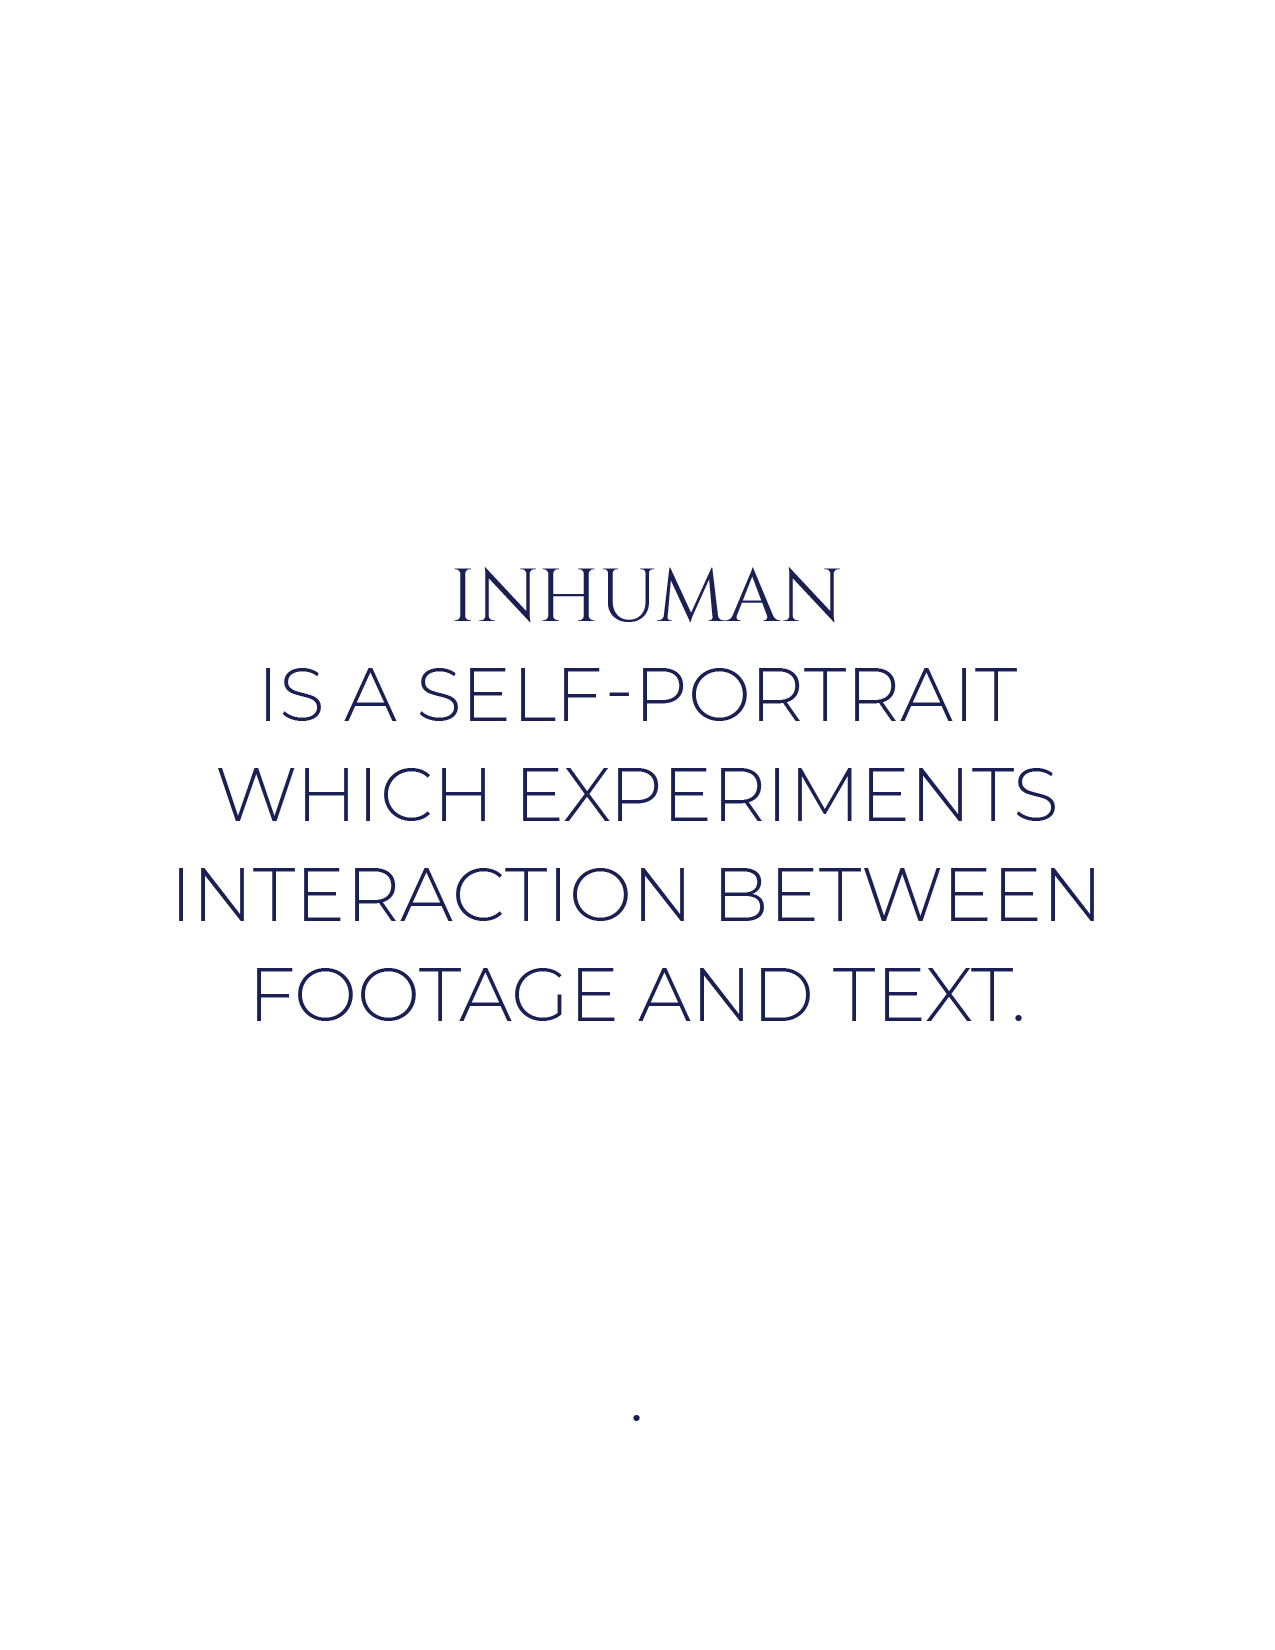 INHUMAN
IS A SELF-PORTRAIT
WHICH EXPERIMENTS
INTERACTION BETWEEN
FOOTAGE AND TEXT.
.